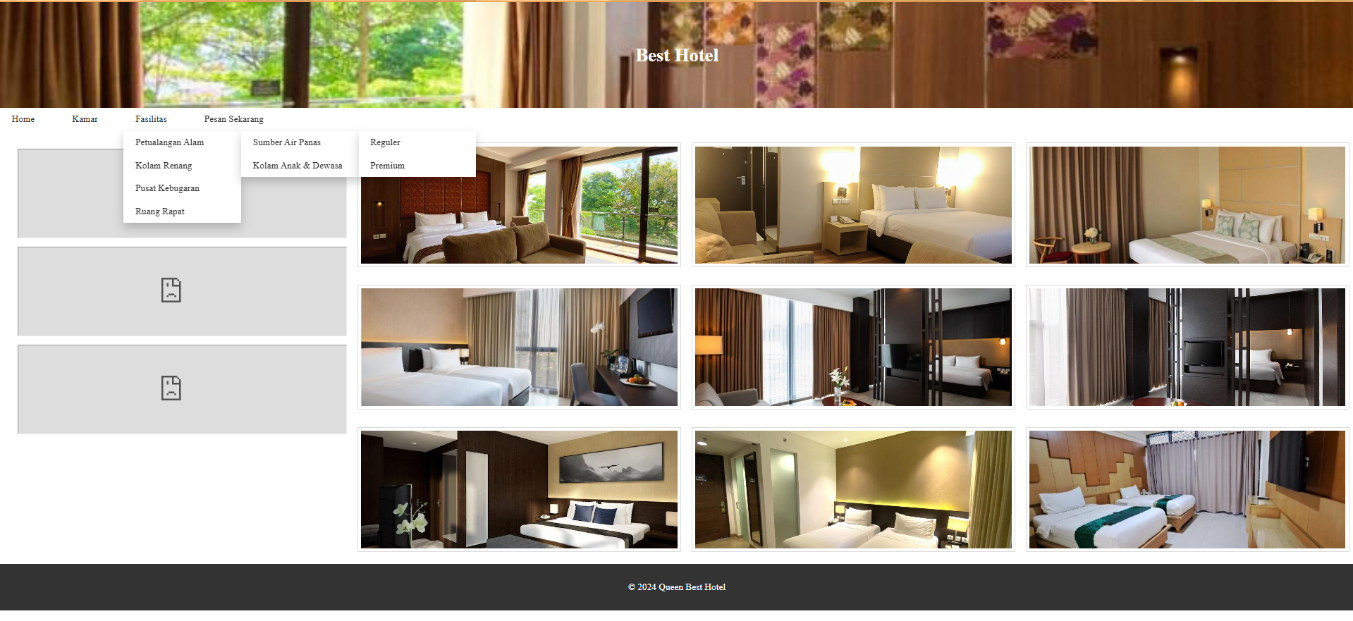 Best Hotel
Home Kamar Fasilitas Pesan Sekarang
Petualangan Alam Sumber Air Panas Reguler
Kolam Renang Kolam Anak & Dewasa Premium
Pusat Kebugaran
Ruang Rapat
© 2024 Queen Best Hotel